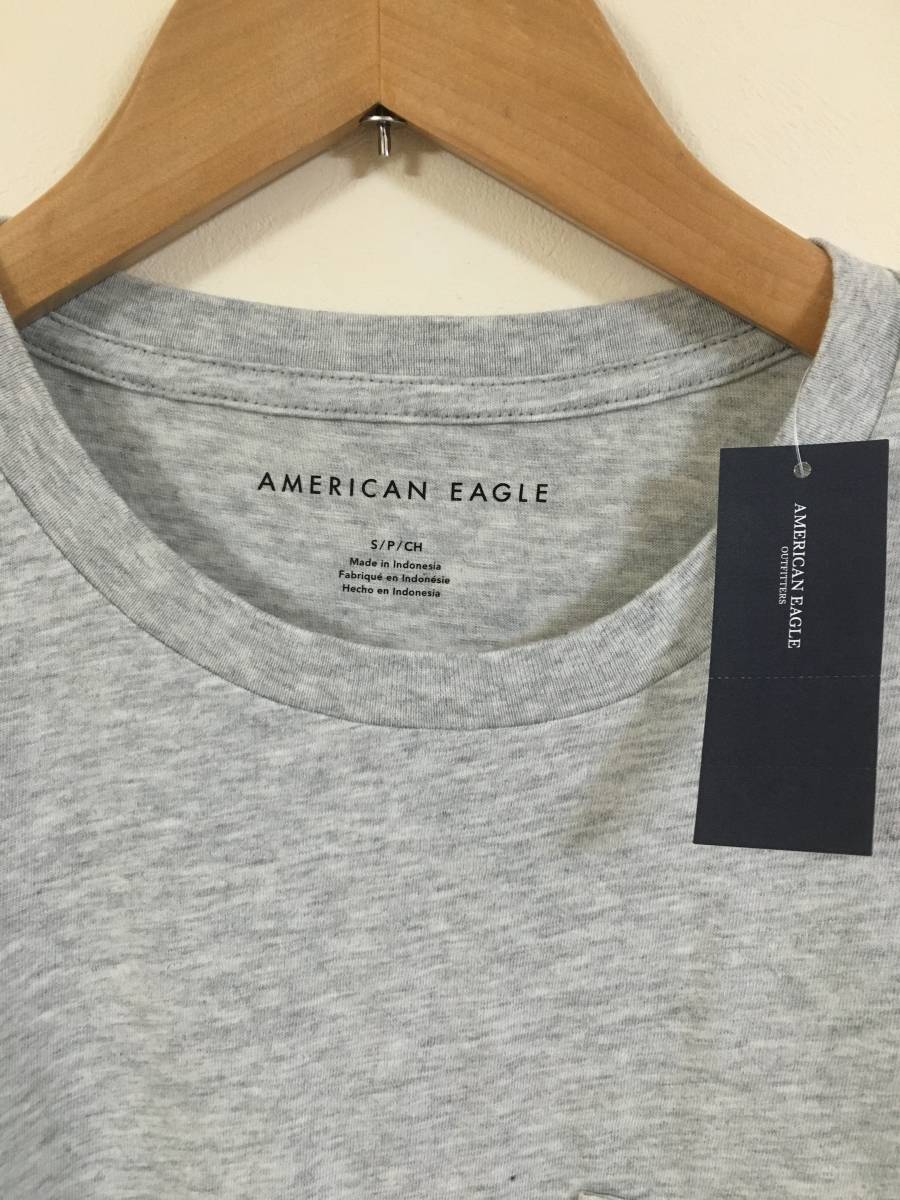 AMERICAN EAGLE
S/P/CH
Made in Indonesia
Fabriqué en Indonésie
Hecho en Indonesia
AMERICAN EAGLE
OUTFITTERS